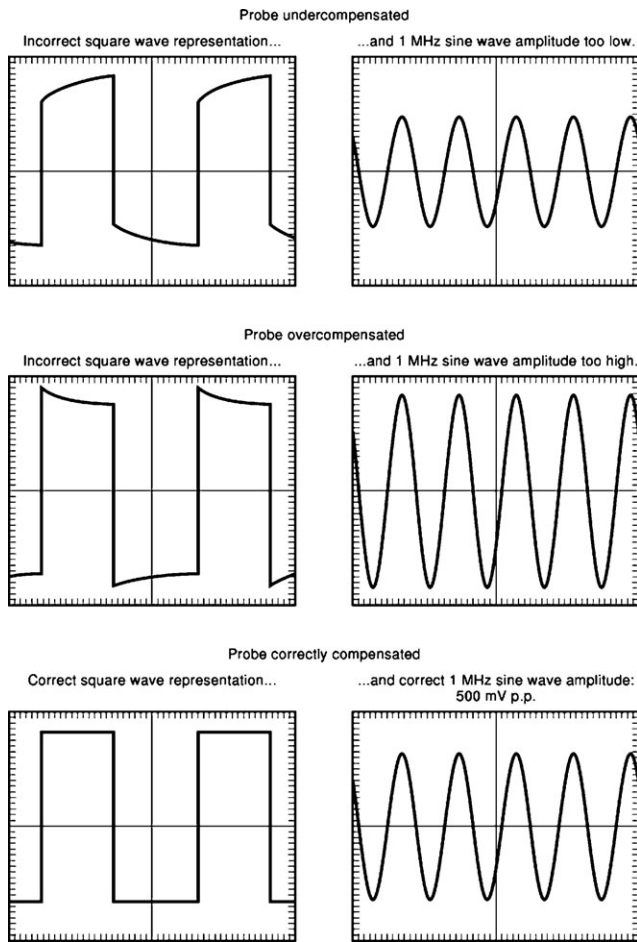 Probe undercompensated
Incorrect square wave representation...
...and 1 MHz sine wave amplitude too low.
Probe overcompensated
Incorrect square wave representation...
...and 1 MHz sine wave amplitude too high.
Probe correctly compensated
Correct square wave representation...
...and correct 1 MHz sine wave amplitude:
500 mV p.p.